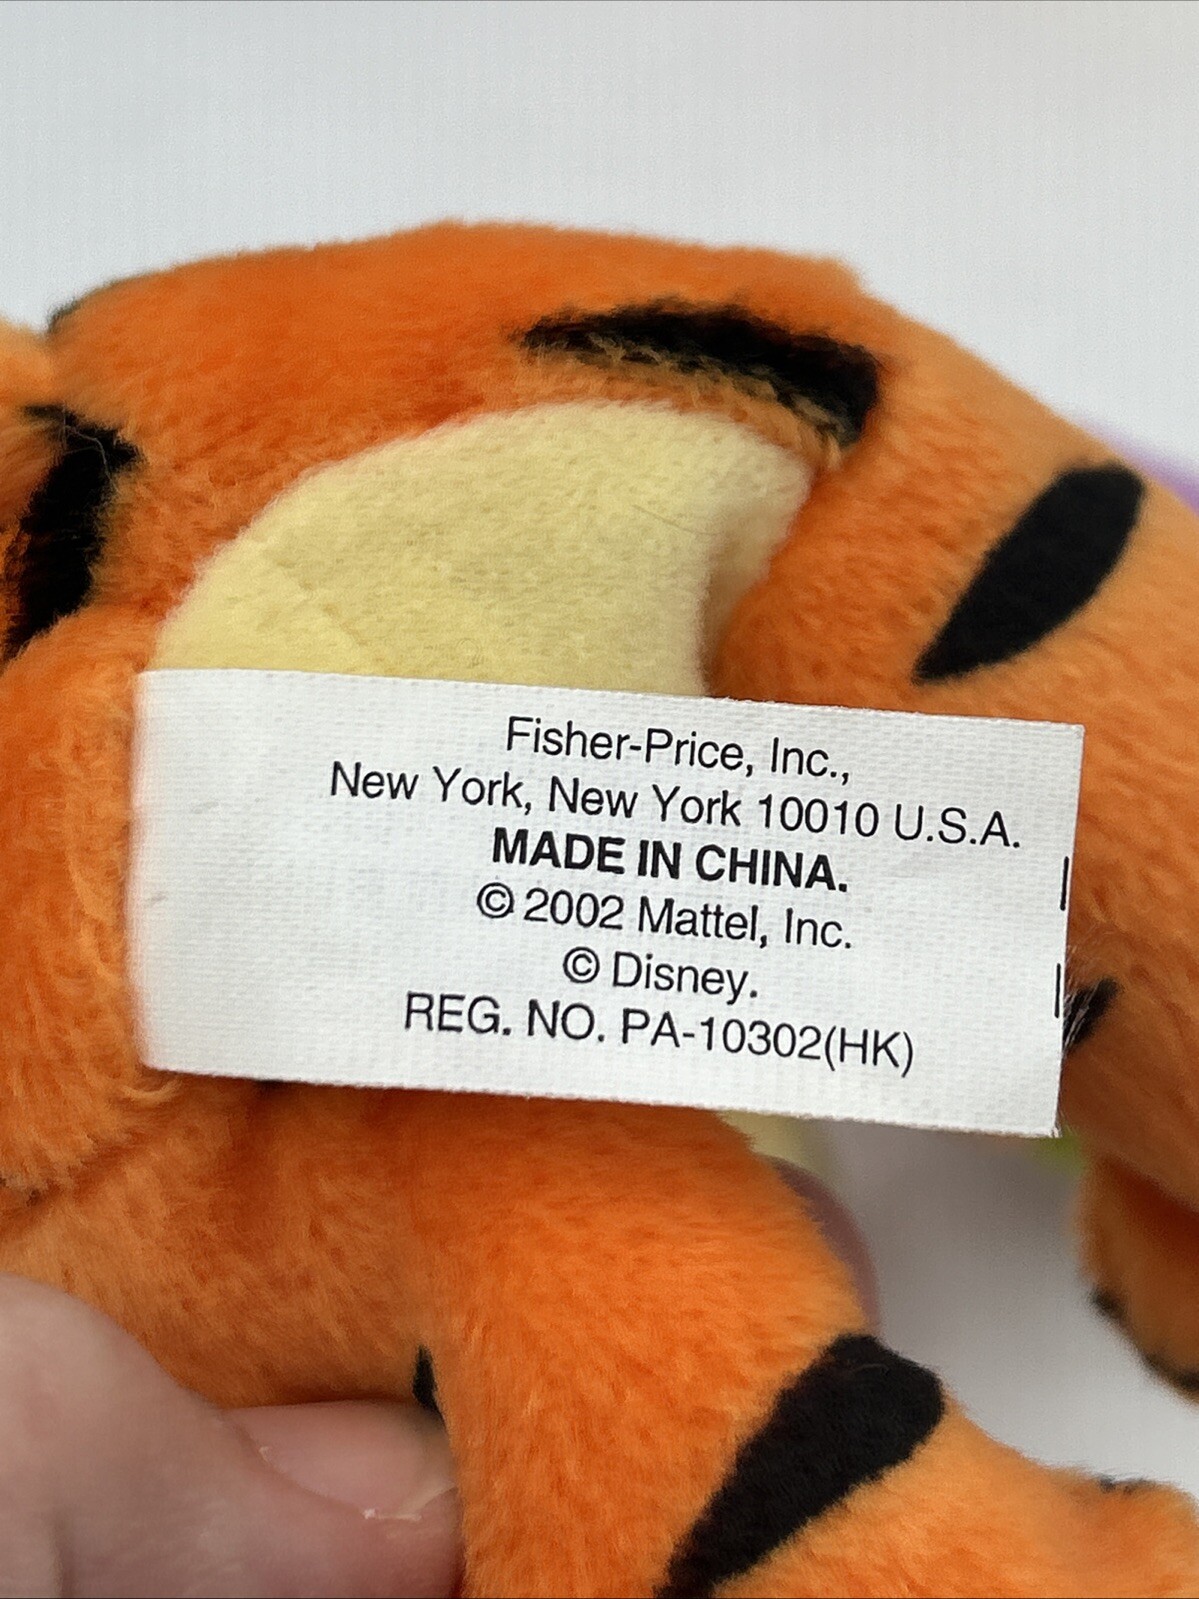 Fisher-Price, Inc.,
New York, New York 10010 U.S.A.
MADE IN CHINA.
© 2002 Mattel, Inc.
© Disney.
REG. NO. PA-10302(HK)